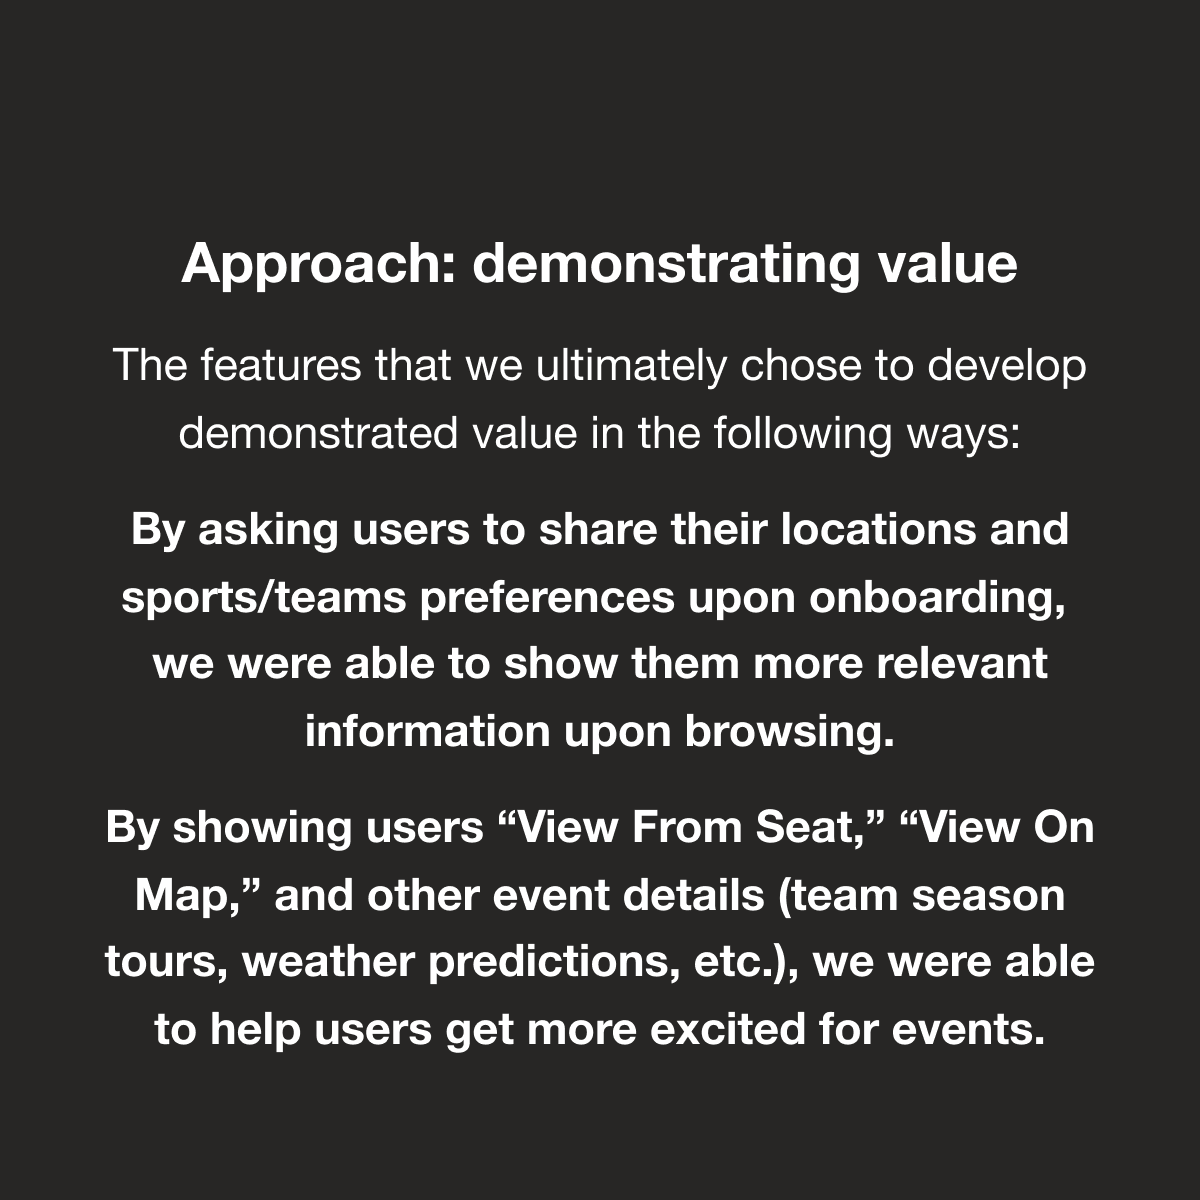 Approach: demonstrating value
The features that we ultimately chose to develop
demonstrated value in the following ways:
By asking users to share their locations and
sports/teams preferences upon onboarding,
we were able to show them more relevant
information upon browsing.
By showing users “View From Seat,” “View On
Map,” and other event details (team season
tours, weather predictions, etc.), we were able
to help users get more excited for events.